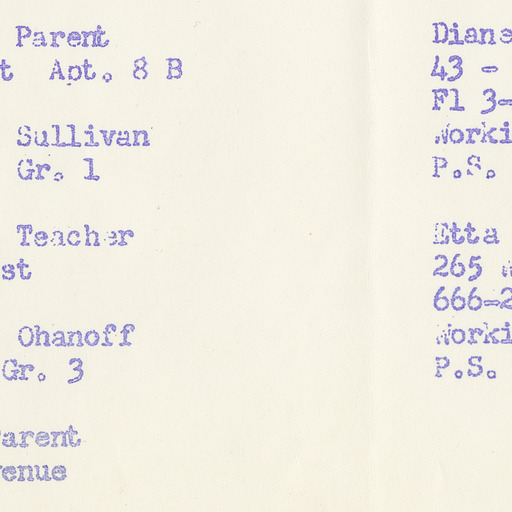 Parent
t Apt. 8 B
Sullivan
Gr. 1
Teacher
st
Ohanoff
Gr. 3
arent
enue
Diane
43 -
Fl 3-
Worki
P.S.
Etta
265 W
666-2
Worki
P.S.